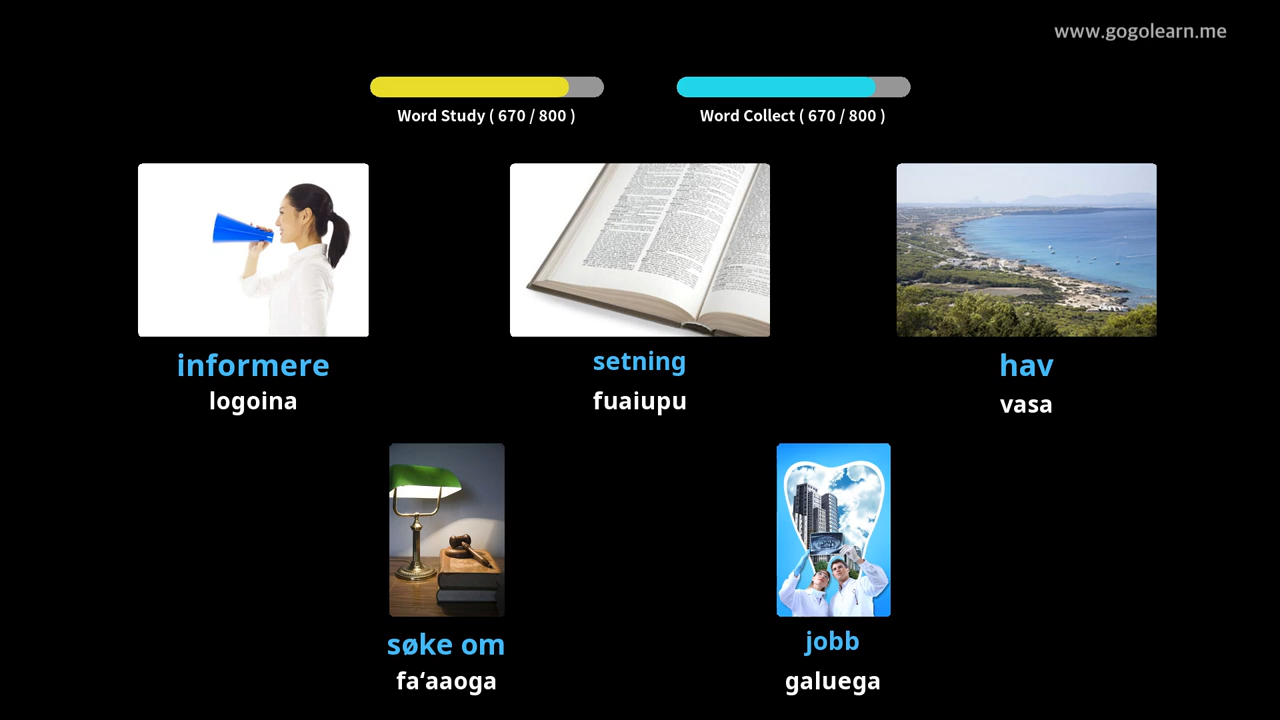 www.gogolearn.me
Word Study ( 670 / 800 )
Word Collect ( 670 / 800 )
informere
logoina
setning
fuaiupu
hav
vasa
søke om
fa‘aaoga
jobb
galuega